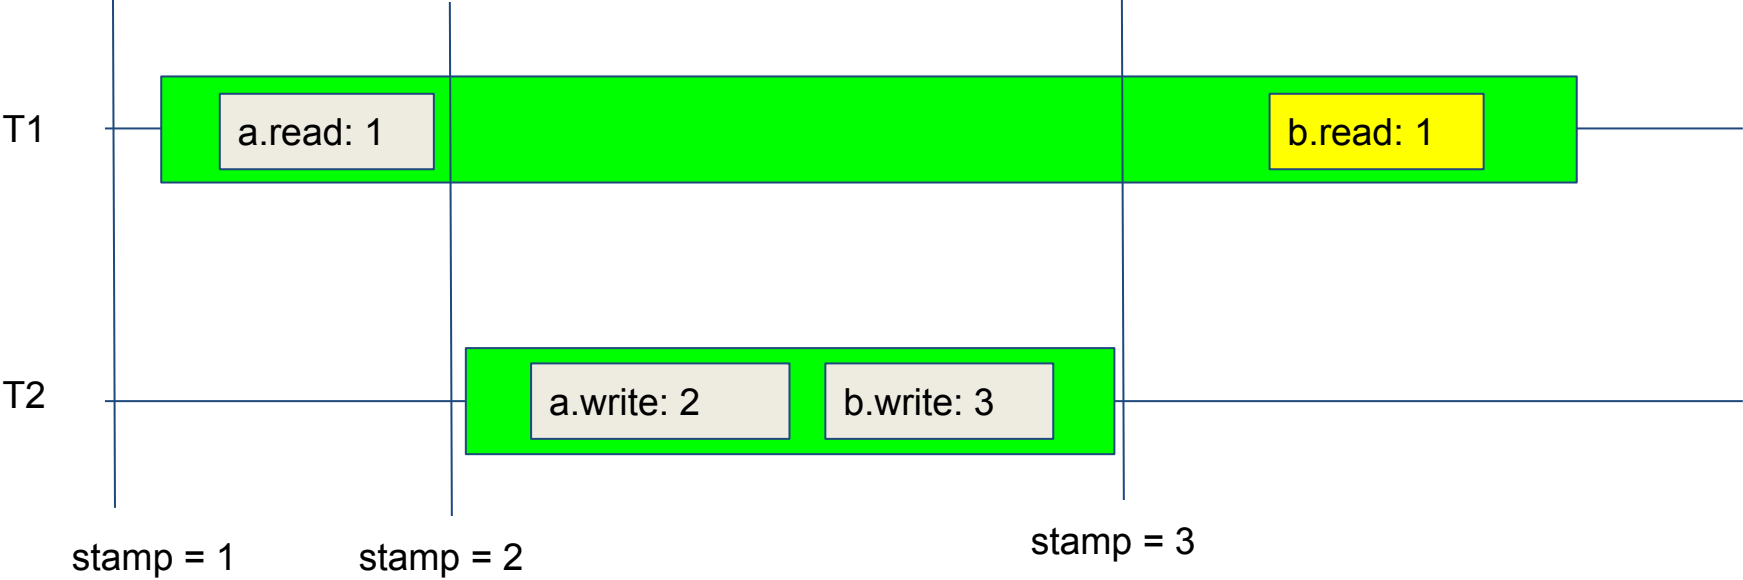 T1
a.read: 1
b.read: 1
T2
a.write: 2
b.write: 3
stamp = 1
stamp = 2
stamp = 3